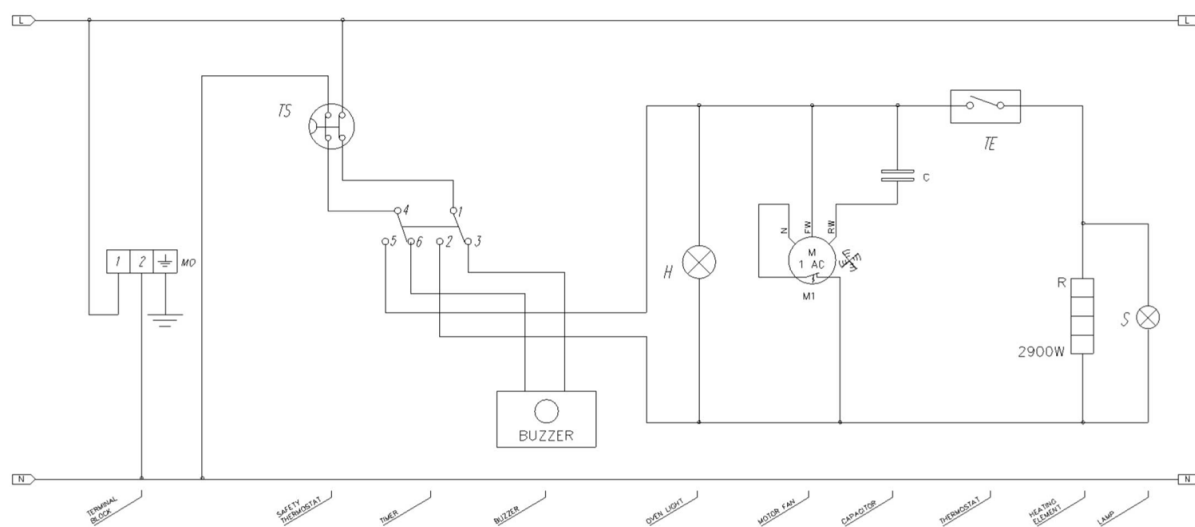 L
L
TS
TE
C
4
1
5
6
2
3
N
FW
RW
M
1 AC
M1
H
1
2
MO
R
2900W
S
BUZZER
N
N
TERMINAL
BLOCK
SAFETY
THERMOSTAT
TIMER
BUZZER
OVEN LIGHT
MOTOR FAN
CAPACITOR
THERMOSTAT
HEATING
ELEMENT
LAMP